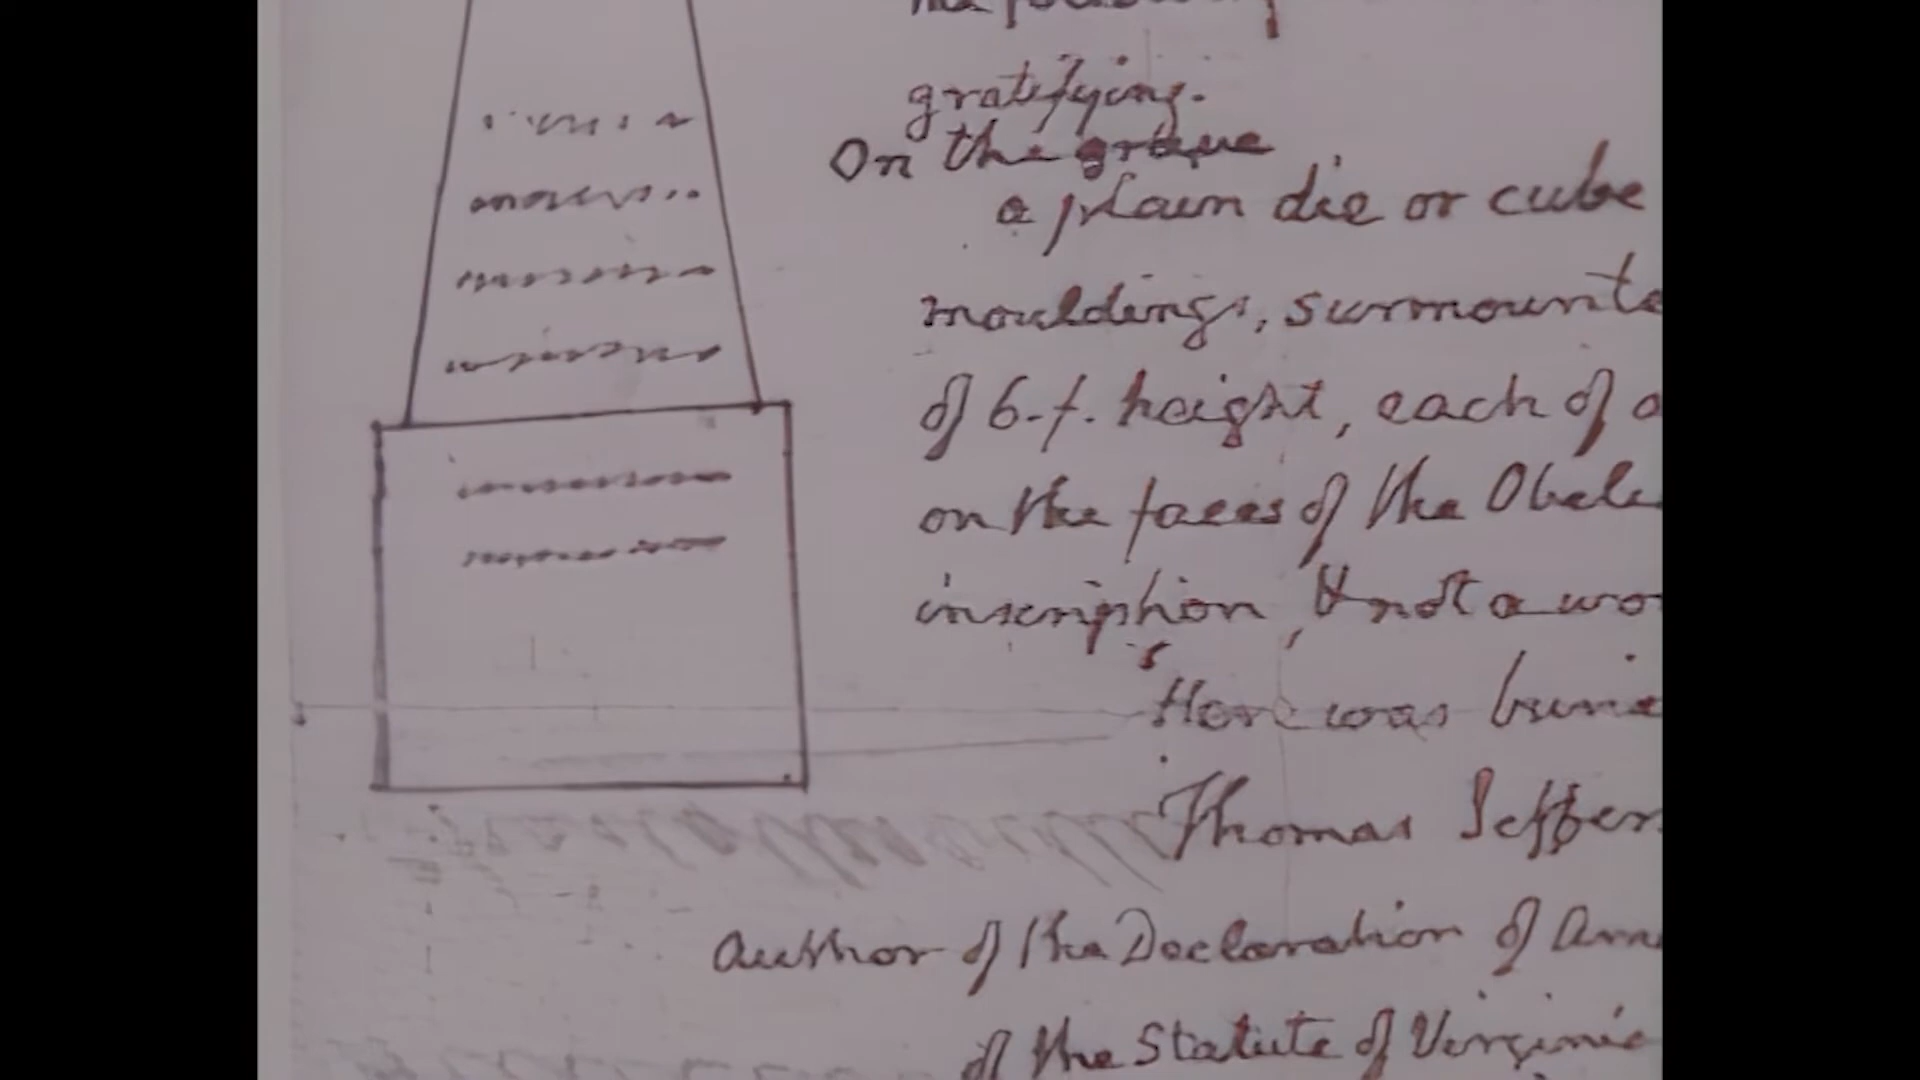 gratifying.
On the grave
a plain die or cube
mouldings, surmounte
of 6.f. height, each of a
on the faces of the Obel
inscription, & not a wo
Here was burie
Thomas Jeffer
Author of the Declaration of Am
of the Statute of Virginia